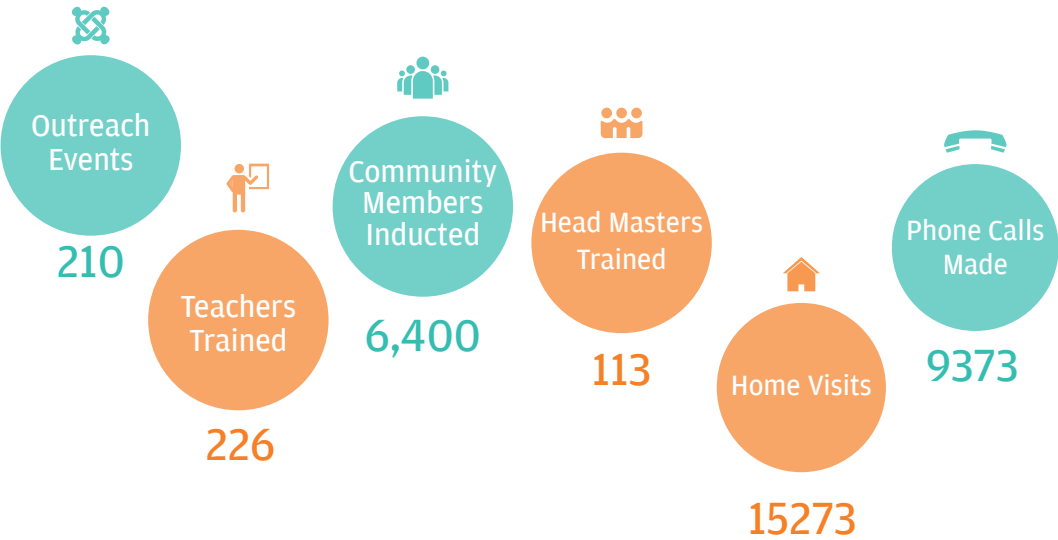 Outreach
Events
210
Teachers
Trained
226
Community
Members
Inducted
6,400
Head Masters
Trained
113
Home Visits
15273
Phone Calls
Made
9373